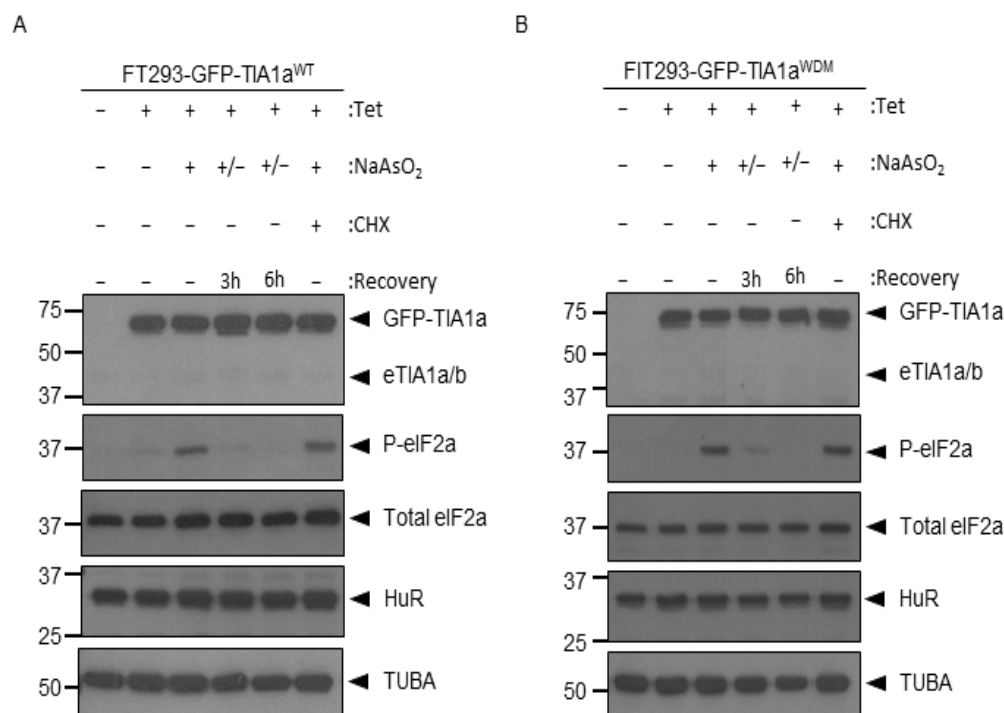 A
FT293-GFP-TIA1aWT
– + + + + + :Tet
– – + +/– +/– + :NaAsO2
– – – – – + :CHX
– – – 3h 6h – :Recovery
75
50
37
GFP-TIA1a
eTIA1a/b
37
P-eIF2a
37
Total eIF2a
37
25
HuR
50
TUBA
B
FIT293-GFP-TIA1aWDM
– + + + + + :Tet
– – + +/– +/– + :NaAsO2
– – – – – + :CHX
– – – 3h 6h – :Recovery
75
50
37
GFP-TIA1a
eTIA1a/b
37
P-eIF2a
37
Total eIF2a
37
25
HuR
50
TUBA